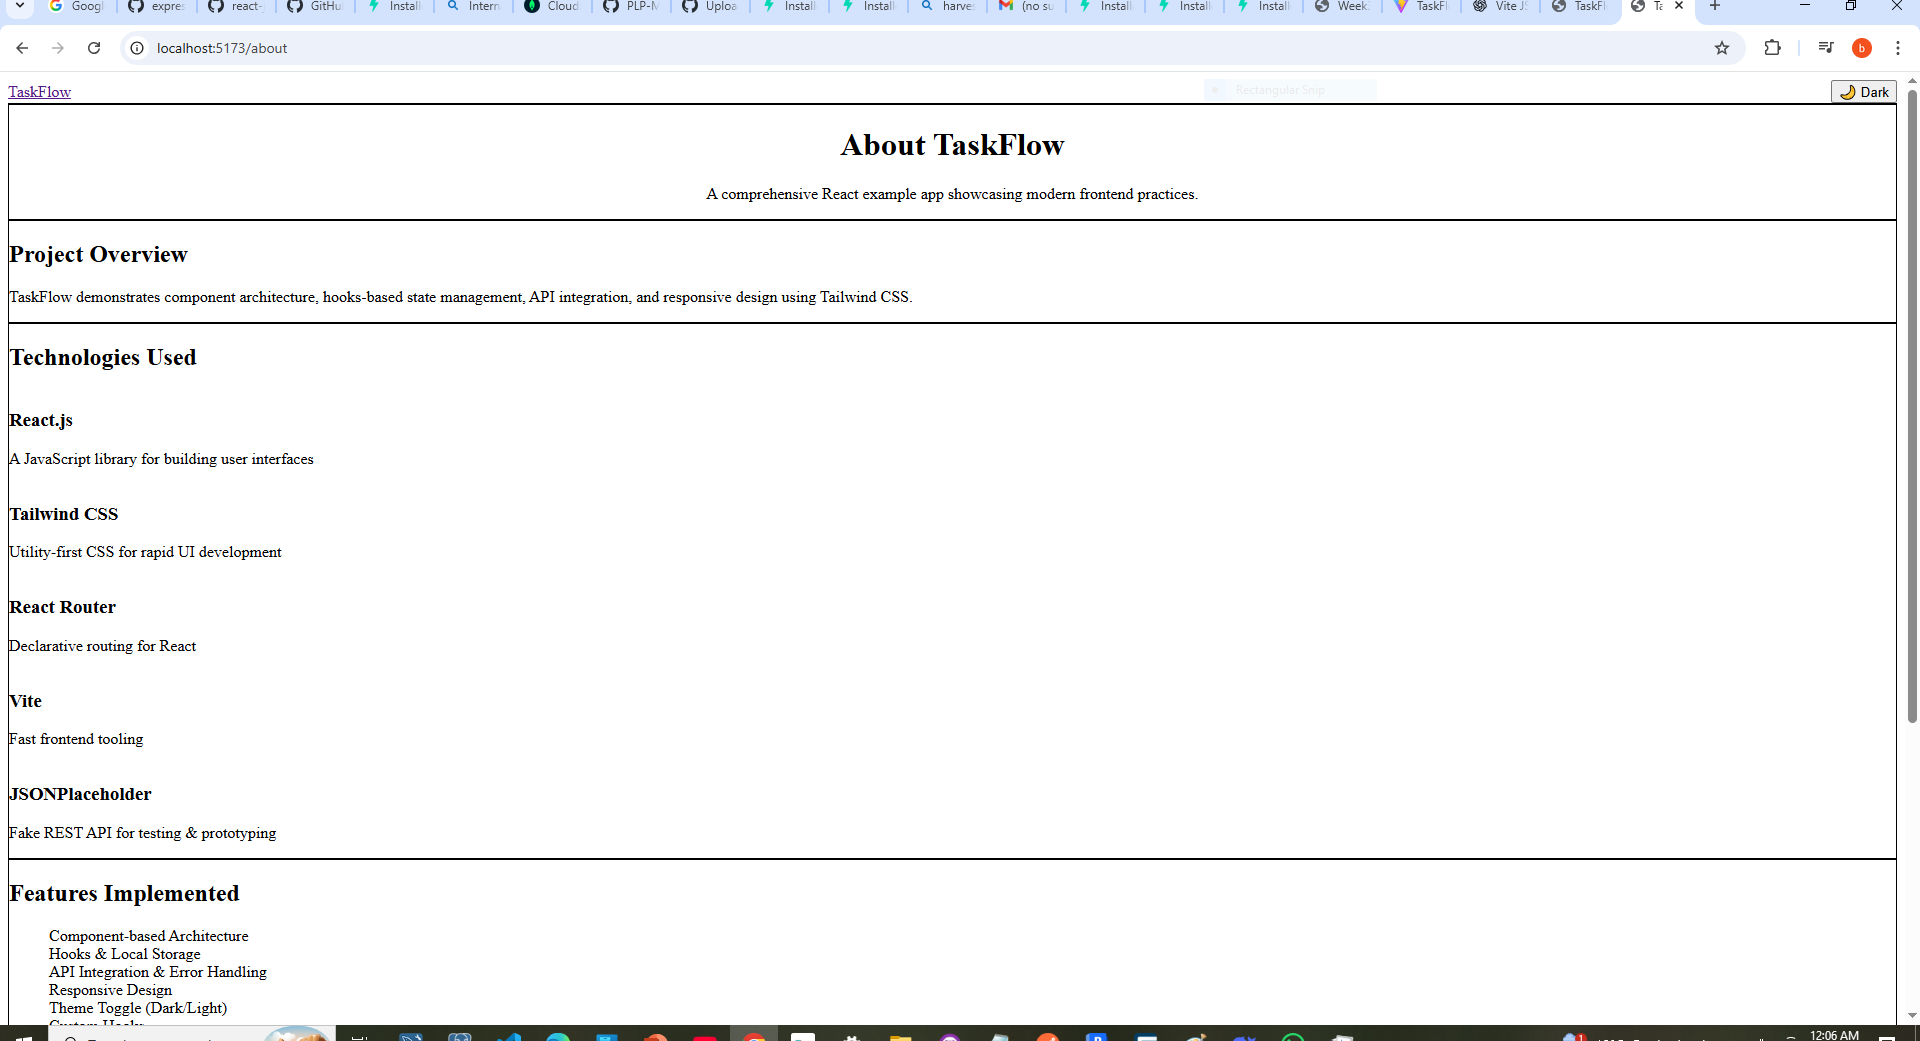 Googl
expres
react-
GitHu
Install
Intern
Cloud
PLP-M
Uploa
Install
Install
harves
(no su
Install
Install
Install
Week
TaskFl
Vite JS
TaskFl
Ta
localhost:5173/about
b
TaskFlow
Rectangular Snip
🌙 Dark
About TaskFlow
A comprehensive React example app showcasing modern frontend practices.
Project Overview
TaskFlow demonstrates component architecture, hooks-based state management, API integration, and responsive design using Tailwind CSS.
Technologies Used
React.js
A JavaScript library for building user interfaces
Tailwind CSS
Utility-first CSS for rapid UI development
React Router
Declarative routing for React
Vite
Fast frontend tooling
JSONPlaceholder
Fake REST API for testing & prototyping
Features Implemented
Component-based Architecture
Hooks & Local Storage
API Integration & Error Handling
Responsive Design
Theme Toggle (Dark/Light)
Custom Hooks
12:06 AM